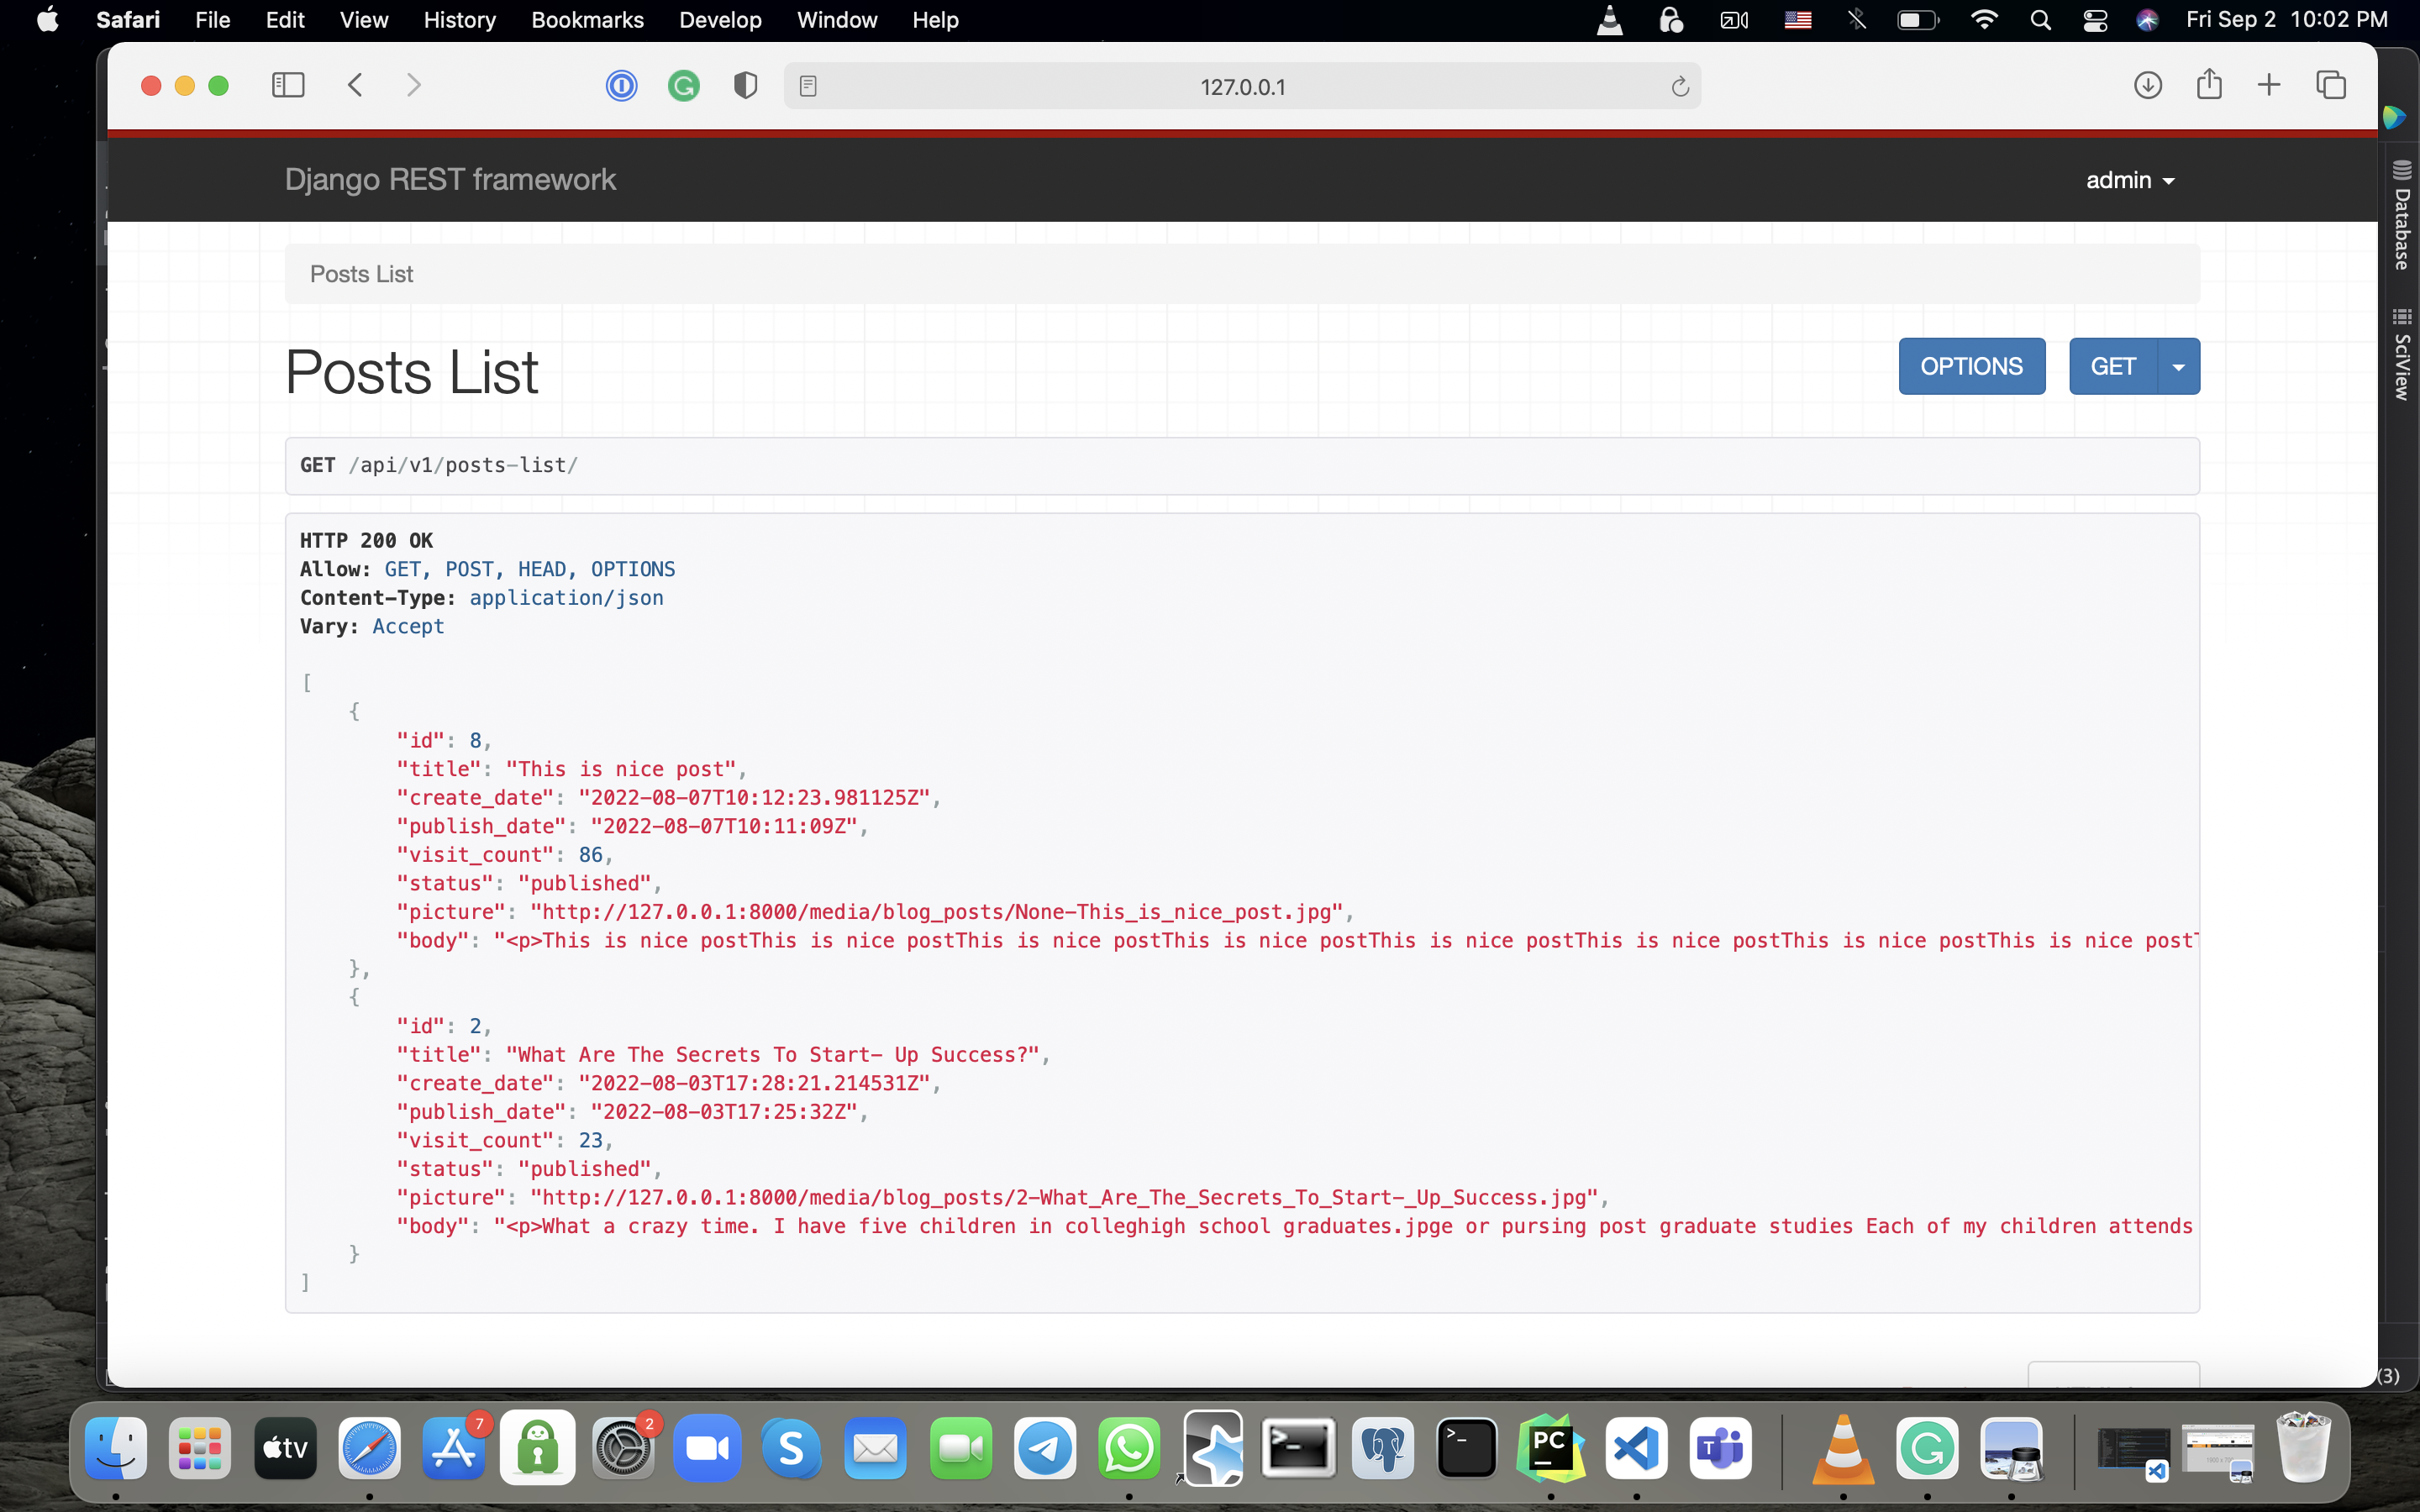 Safari File Edit View History Bookmarks Develop Window Help Fri Sep 2 10:02 PM
127.0.0.1
Django REST framework admin
Posts List
Posts List OPTIONS GET
GET /api/v1/posts-list/
HTTP 200 OK
Allow: GET, POST, HEAD, OPTIONS
Content-Type: application/json
Vary: Accept
[
{
"id": 8,
"title": "This is nice post",
"create_date": "2022-08-07T10:12:23.981125Z",
"publish_date": "2022-08-07T10:11:09Z",
"visit_count": 86,
"status": "published",
"picture": "http://127.0.0.1:8000/media/blog_posts/None-This_is_nice_post.jpg",
"body": "<p>This is nice postThis is nice postThis is nice postThis is nice postThis is nice postThis is nice postThis is nice postThis is nice post
},
{
"id": 2,
"title": "What Are The Secrets To Start- Up Success?",
"create_date": "2022-08-03T17:28:21.214531Z",
"publish_date": "2022-08-03T17:25:32Z",
"visit_count": 23,
"status": "published",
"picture": "http://127.0.0.1:8000/media/blog_posts/2-What_Are_The_Secrets_To_Start-_Up_Success.jpg",
"body": "<p>What a crazy time. I have five children in colleghigh school graduates.jpge or pursing post graduate studies Each of my children attends
}
]
Database
SciView
(3)
tv
7
2
S
>_
>_
PC
T